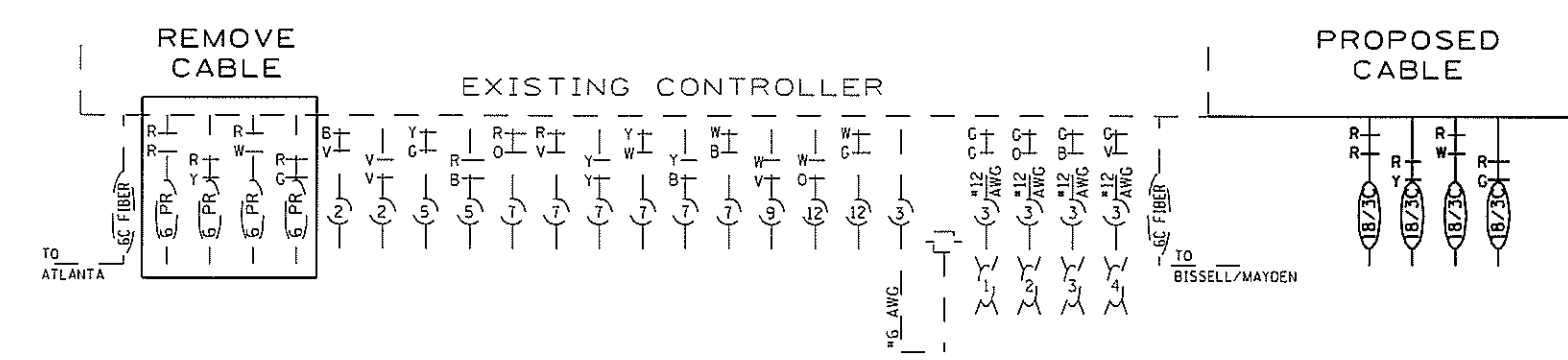 REMOVE
CABLE
EXISTING CONTROLLER
PROPOSED
CABLE
R R R B Y R R Y W W G G G G R R
R R W R V V G R O V Y W Y B W W G G O B V R R W R
Y G V B Y B V O Y G
#12 AWG #12 AWG #12 AWG #12 AWG
6C FIBER 6 PR 6 PR 6 PR 6 PR 2 2 5 5 7 7 7 7 7 7 9 12 12 3 3 3 3 3 6C FIBER 18/3C 18/3C 18/3C 18/3C
TO
ATLANTA
1 2 3 4
TO
BISSELL/MAYDEN
#6 AWG